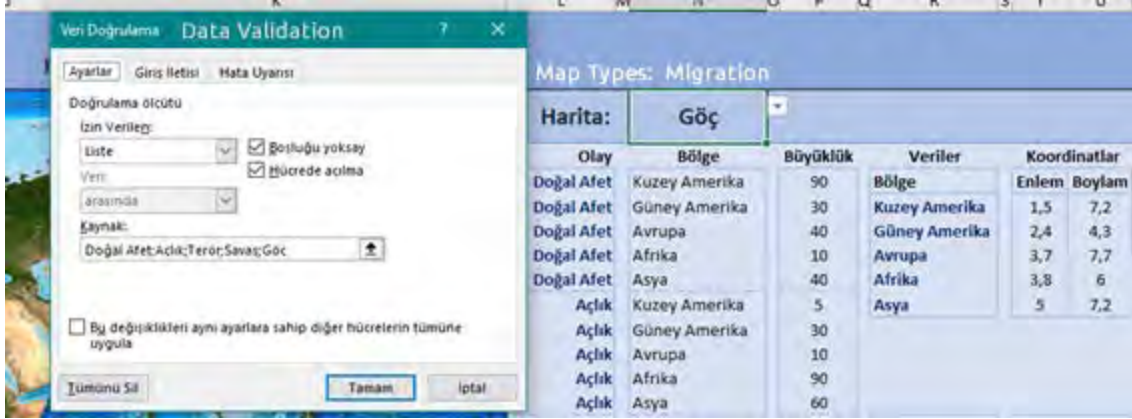 K L M N O P Q R S T U
Veri Doğrulama Data Validation ? ×
Ayarlar Giriş İletisi Hata Uyarısı
Doğrulama ölçütü
İzin Verilen:
Liste
Boşluğu yoksay
Hücrede açılma
Veri:
arasında
Kaynak:
Doğal Afet;Açlık;Terör;Savaş;Göç
Bu değişiklikleri aynı ayarlara sahip diğer hücrelerin tümüne
uygula
Tümünü Sil Tamam İptal
Map Types: Migration
Harita: Göç
Olay Bölge Büyüklük Veriler Koordinatlar
Doğal Afet Kuzey Amerika 90 Bölge Enlem Boylam
Doğal Afet Güney Amerika 30 Kuzey Amerika 1,5 7,2
Doğal Afet Avrupa 40 Güney Amerika 2,4 4,3
Doğal Afet Afrika 10 Avrupa 3,7 7,7
Doğal Afet Asya 40 Afrika 3,8 6
Açlık Kuzey Amerika 5 Asya 5 7,2
Açlık Güney Amerika 30
Açlık Avrupa 10
Açlık Afrika 90
Açlık Asya 60